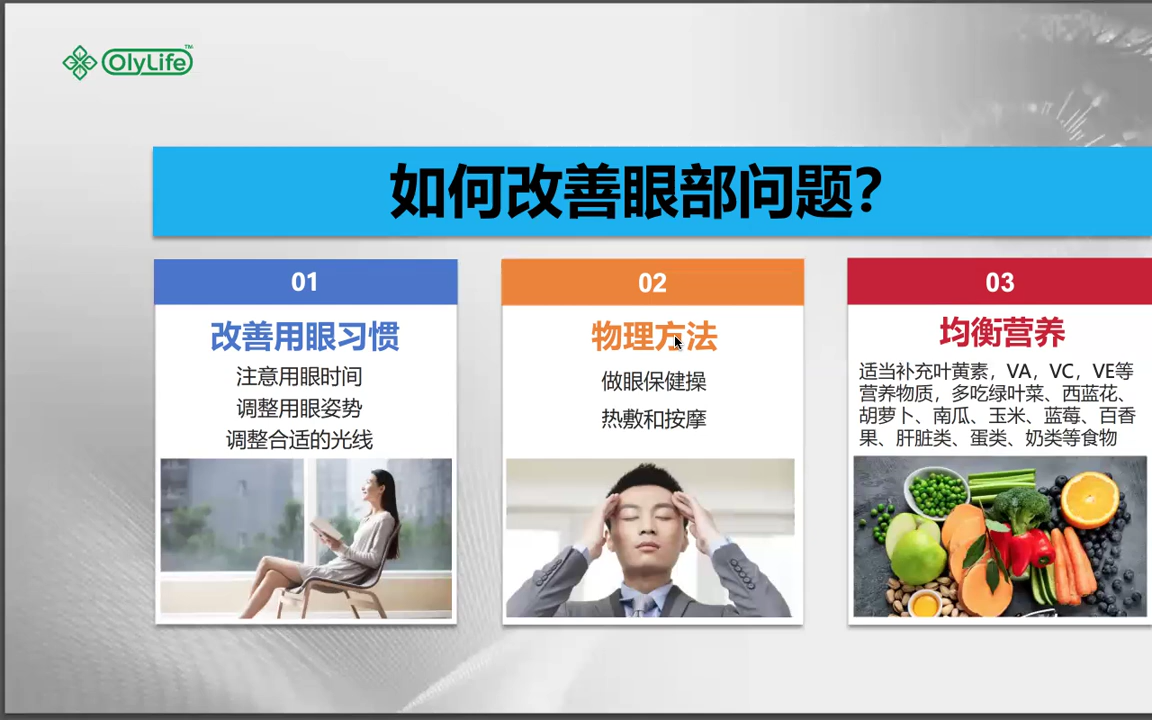 OlyLife™
如何改善眼部问题？
01
改善用眼习惯
注意用眼时间
调整用眼姿势
调整合适的光线
02
物理方法
做眼保健操
热敷和按摩
03
均衡营养
适当补充叶黄素，VA，VC，VE等
营养物质，多吃绿叶菜、西蓝花、
胡萝卜、南瓜、玉米、蓝莓、百香
果、肝脏类、蛋类、奶类等食物